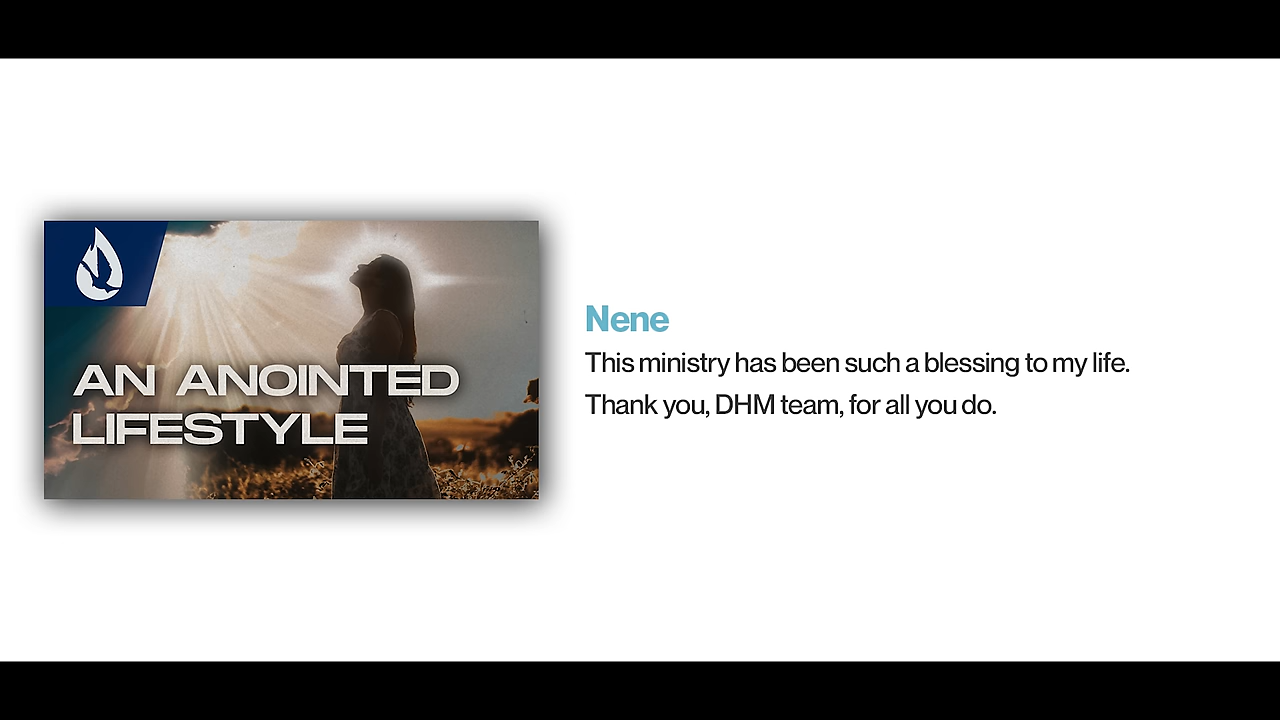 AN ANOINTED
LIFESTYLE
Nene
This ministry has been such a blessing to my life.
Thank you, DHM team, for all you do.